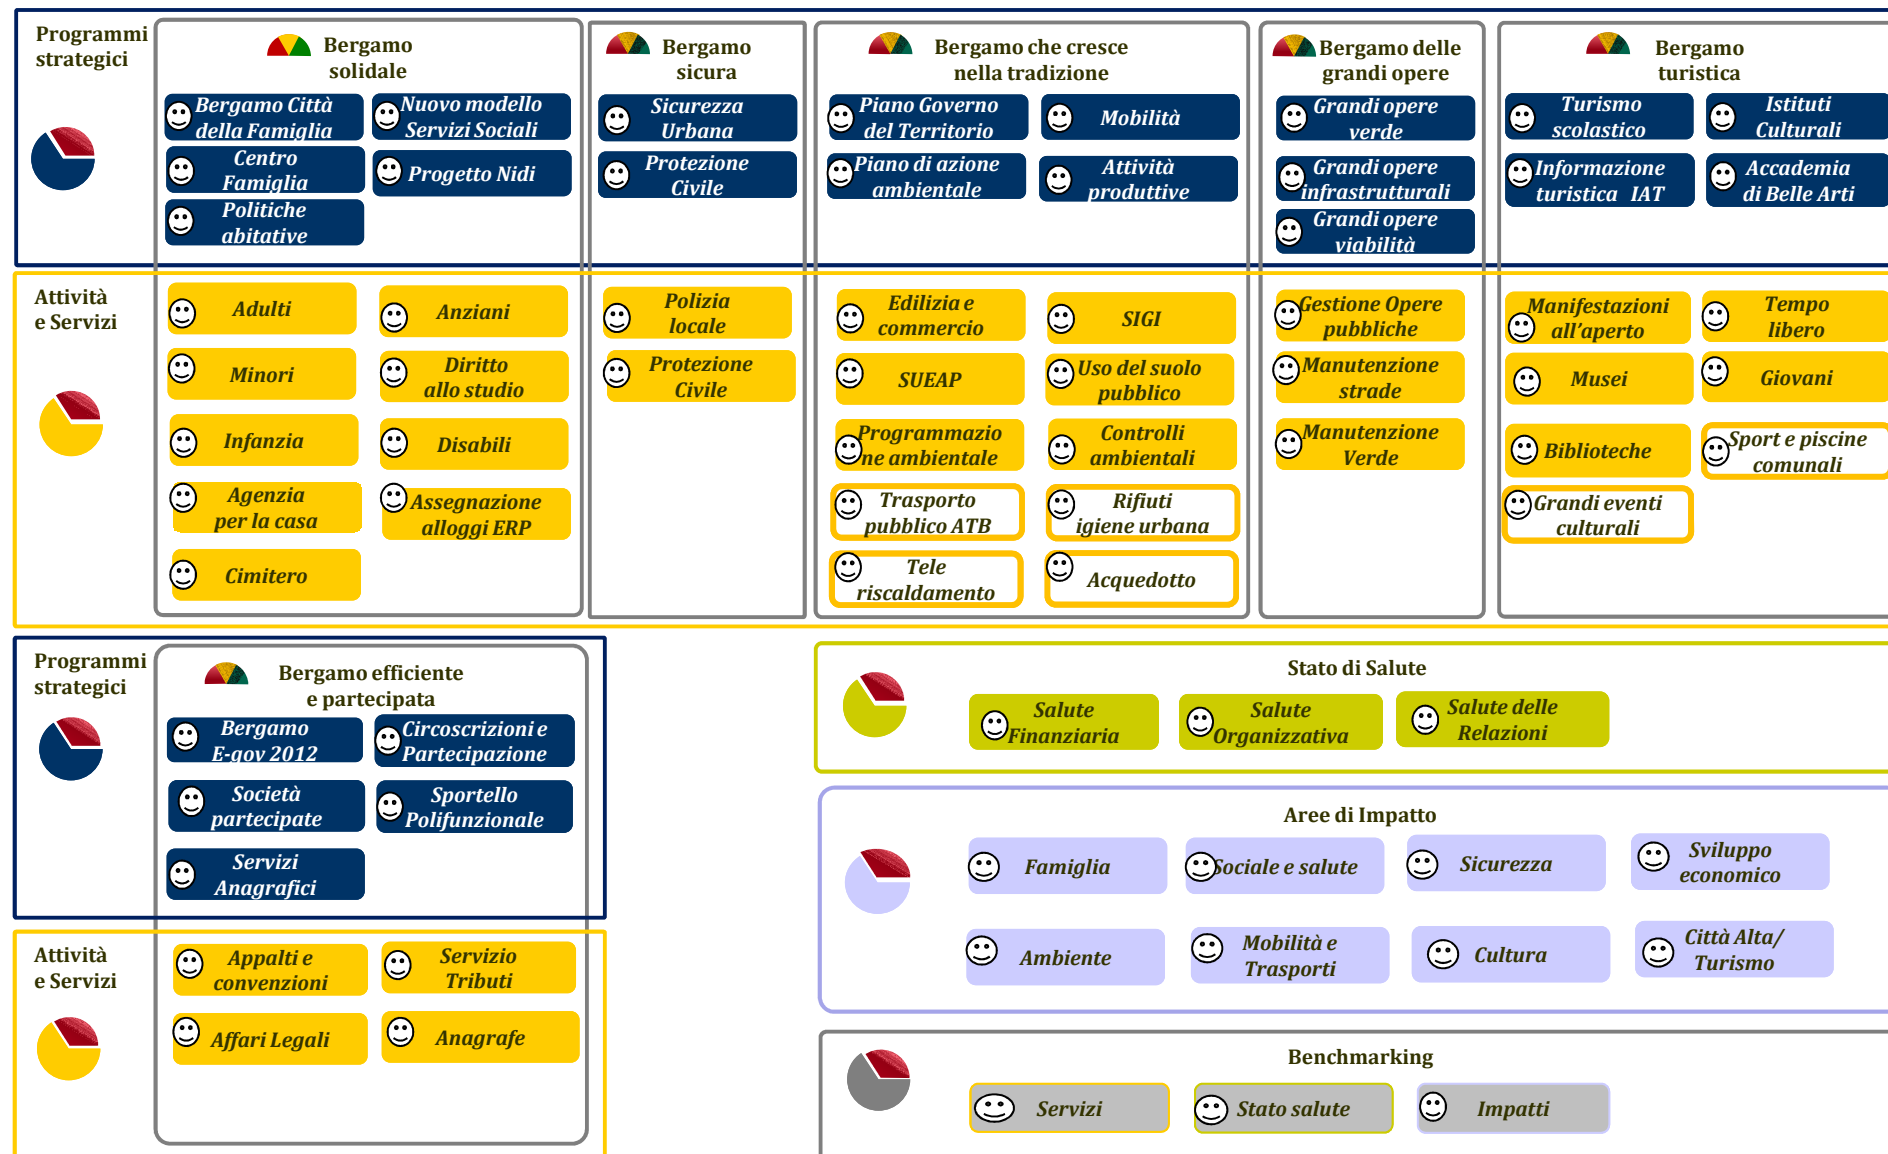 Programmi
strategici
Bergamo
solidale
Bergamo Città
della Famiglia
Nuovo modello
Servizi Sociali
Centro
Famiglia
Progetto Nidi
Politiche
abitative
Bergamo
sicura
Sicurezza
Urbana
Protezione
Civile
Bergamo che cresce
nella tradizione
Piano Governo
del Territorio
Mobilità
Piano di azione
ambientale
Attività
produttive
Bergamo delle
grandi opere
Grandi opere
verde
Grandi opere
infrastrutturali
Grandi opere
viabilità
Bergamo
turistica
Turismo
scolastico
Istituti
Culturali
Informazione
turistica IAT
Accademia
di Belle Arti
Attività
e Servizi
Adulti
Anziani
Minori
Diritto
allo studio
Infanzia
Disabili
Agenzia
per la casa
Assegnazione
alloggi ERP
Cimitero
Polizia
locale
Protezione
Civile
Edilizia e
commercio
SIGI
SUEAP
Uso del suolo
pubblico
Programmazio
ne ambientale
Controlli
ambientali
Trasporto
pubblico ATB
Rifiuti
igiene urbana
Tele
riscaldamento
Acquedotto
Gestione Opere
pubbliche
Manutenzione
strade
Manutenzione
Verde
Manifestazioni
all'aperto
Tempo
libero
Musei
Giovani
Biblioteche
Sport e piscine
comunali
Grandi eventi
culturali
Programmi
strategici
Bergamo efficiente
e partecipata
Bergamo
E-gov 2012
Circoscrizioni e
Partecipazione
Società
partecipate
Sportello
Polifunzionale
Servizi
Anagrafici
Attività
e Servizi
Appalti e
convenzioni
Servizio
Tributi
Affari Legali
Anagrafe
Stato di Salute
Salute
Finanziaria
Salute
Organizzativa
Salute delle
Relazioni
Aree di Impatto
Famiglia
Sociale e salute
Sicurezza
Sviluppo
economico
Ambiente
Mobilità e
Trasporti
Cultura
Città Alta/
Turismo
Benchmarking
Servizi
Stato salute
Impatti